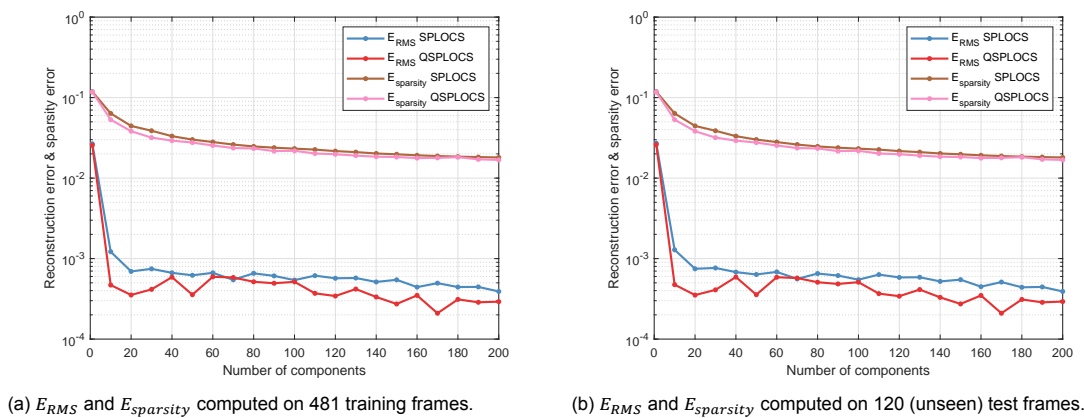 10^0
10^-1
10^-2
10^-3
10^-4
Reconstruction error & sparsity error
E_RMS SPLOCS
E_RMS QSPLOCS
E_sparsity SPLOCS
E_sparsity QSPLOCS
0 20 40 60 80 100 120 140 160 180 200
Number of components
(a) E_RMS and E_sparsity computed on 481 training frames.
10^0
10^-1
10^-2
10^-3
10^-4
Reconstruction error & sparsity error
E_RMS SPLOCS
E_RMS QSPLOCS
E_sparsity SPLOCS
E_sparsity QSPLOCS
0 20 40 60 80 100 120 140 160 180 200
Number of components
(b) E_RMS and E_sparsity computed on 120 (unseen) test frames.